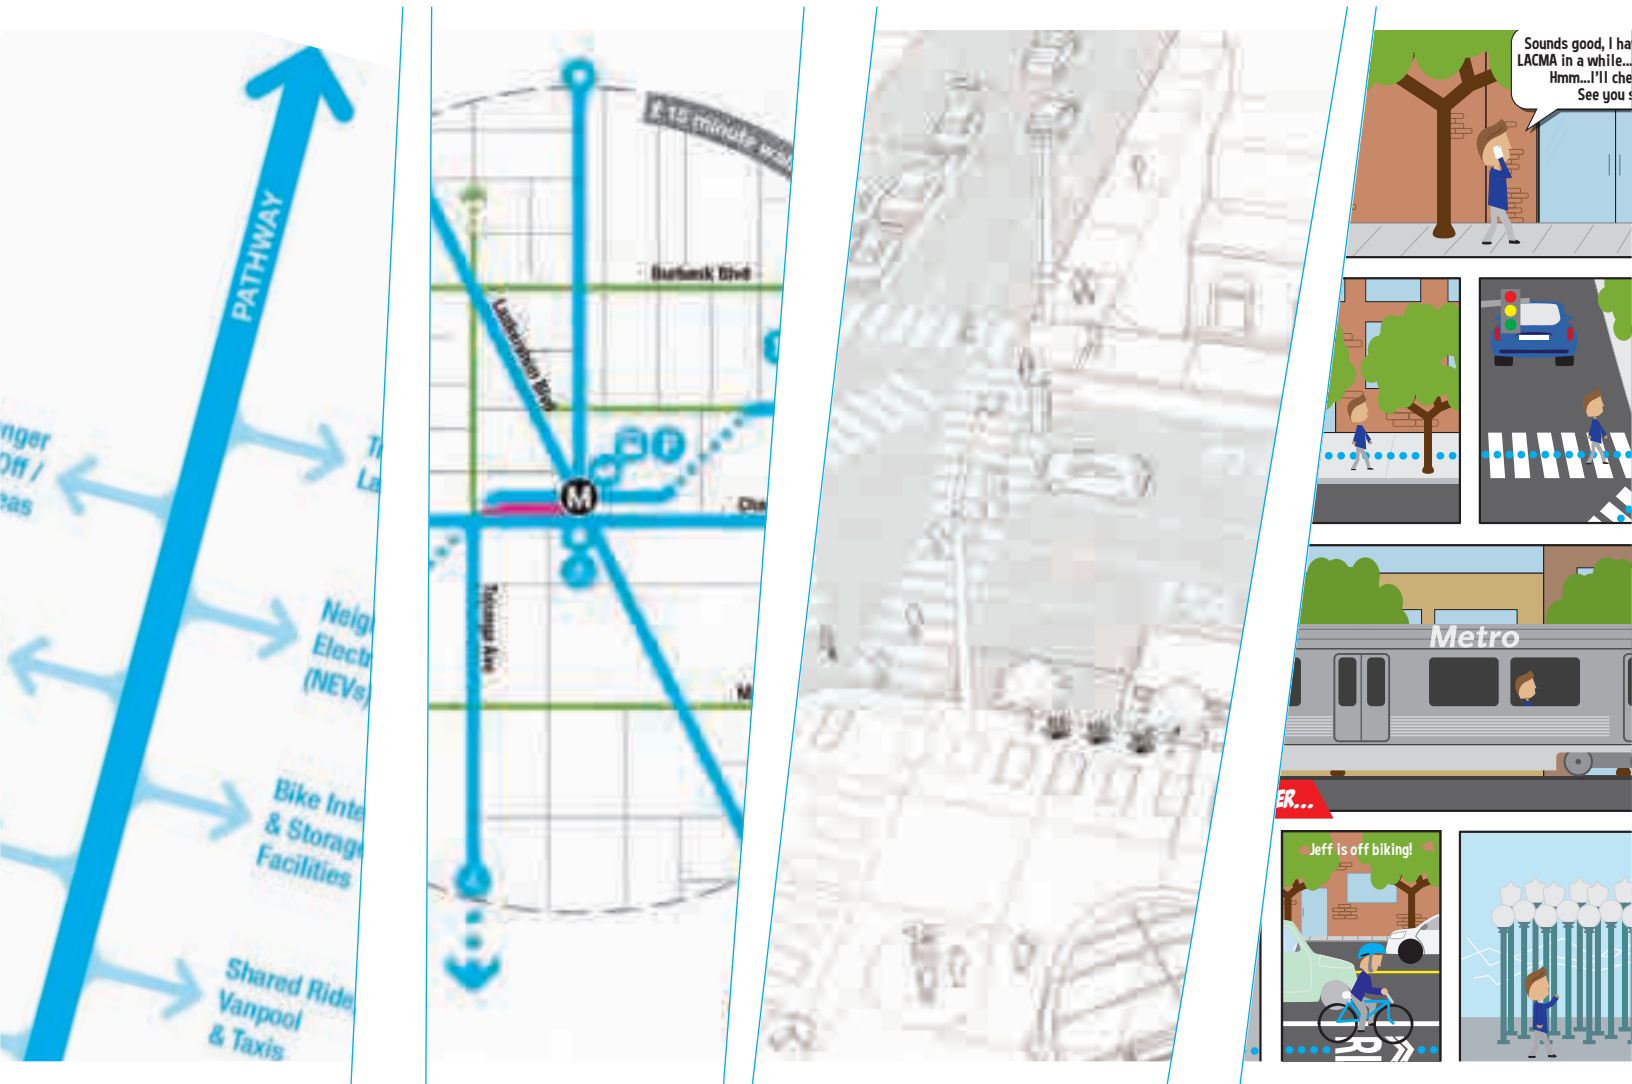 PATHWAY
nger
Off /
eas
Neig
Electr
(NEVs)
Bike Inte
& Storag
Facilities
Shared Ride,
Vanpool
& Taxis
15 minute wal
Burbank Blvd
Lankershim Blvd
M
Cha
Tujunga Ave
M
Sounds good, I ha
LACMA in a while...
Hmm...I'll che
See you s
Metro
ER...
Jeff is off biking!